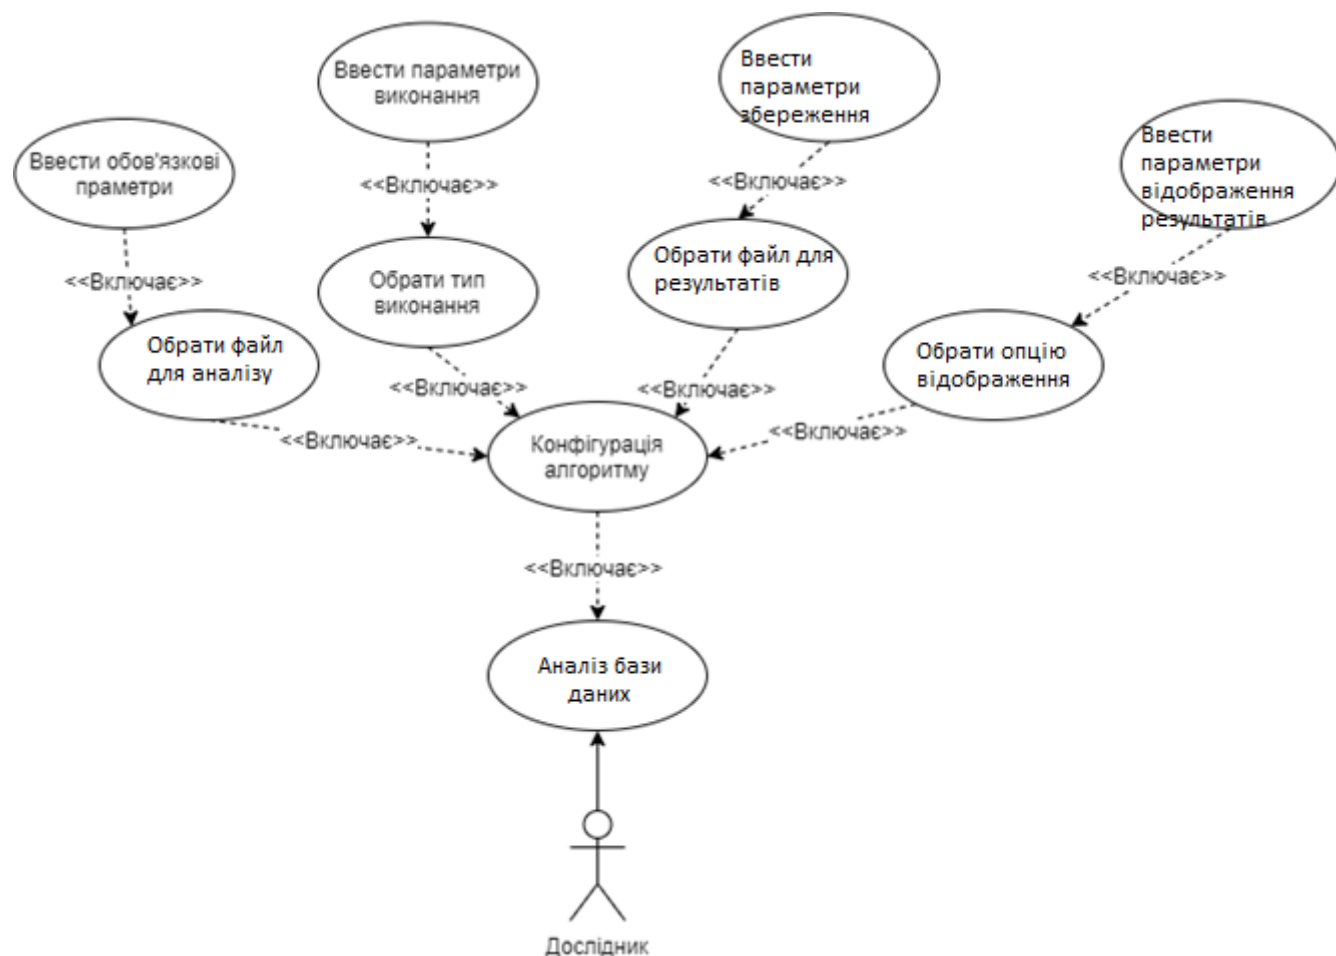 Ввести параметри
виконання
Ввести
параметри
збереження
Ввести
параметри
відображення
результатів
Ввести обов'язкові
праметри
<<Включає>>
<<Включає>>
<<Включає>>
<<Включає>>
Обрати тип
виконання
Обрати файл для
результатів
Обрати файл
для аналізу
Обрати опцію
відображення
<<Включає>>
<<Включає>>
<<Включає>>
<<Включає>>
Конфігурація
алгоритму
<<Включає>>
Аналіз бази
даних
Дослідник